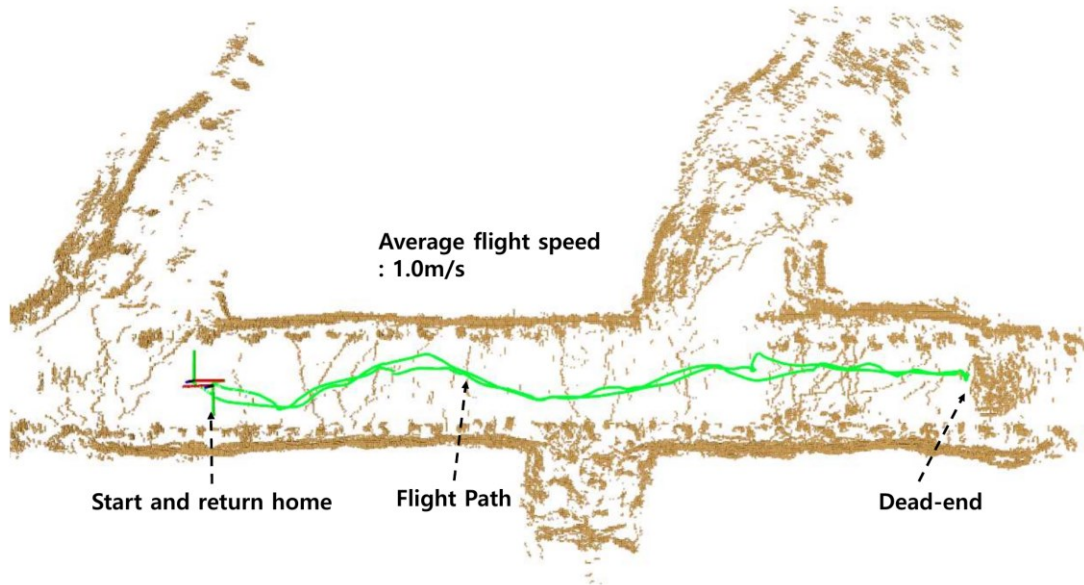 Average flight speed
: 1.0m/s
Start and return home
Flight Path
Dead-end